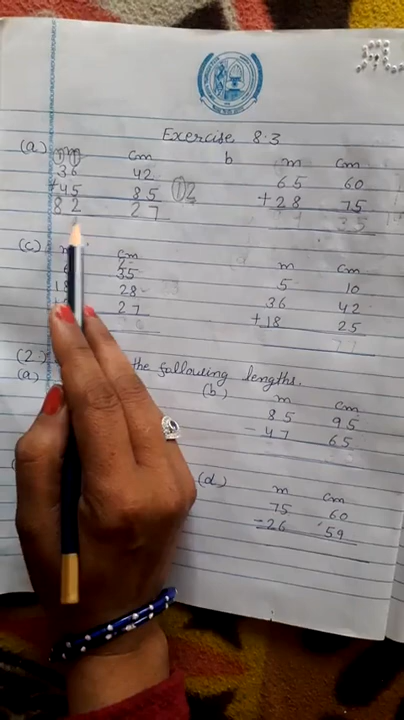 Exercise 8.3
(a) m cm b m cm
36 42 65 60
+45 85 12 +28 75
82 27
(c) cm m cm
35 5 10
28 36 42
27 +18 25
(2.) the following lengths.
(a) (b) m cm
85 95
- 47 65
(d) m cm
75 60
- 26 59